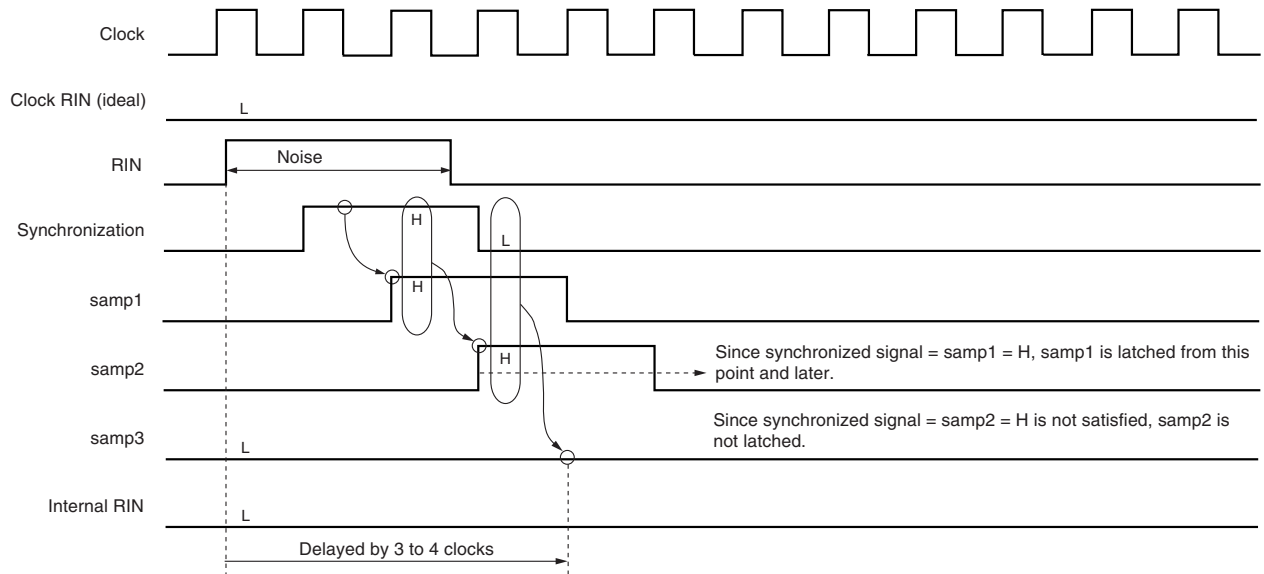 Clock
Clock RIN (ideal)
L
RIN
Noise
Synchronization
H
L
samp1
H
samp2
H
Since synchronized signal = samp1 = H, samp1 is latched from this
point and later.
samp3
L
Since synchronized signal = samp2 = H is not satisfied, samp2 is
not latched.
Internal RIN
L
Delayed by 3 to 4 clocks